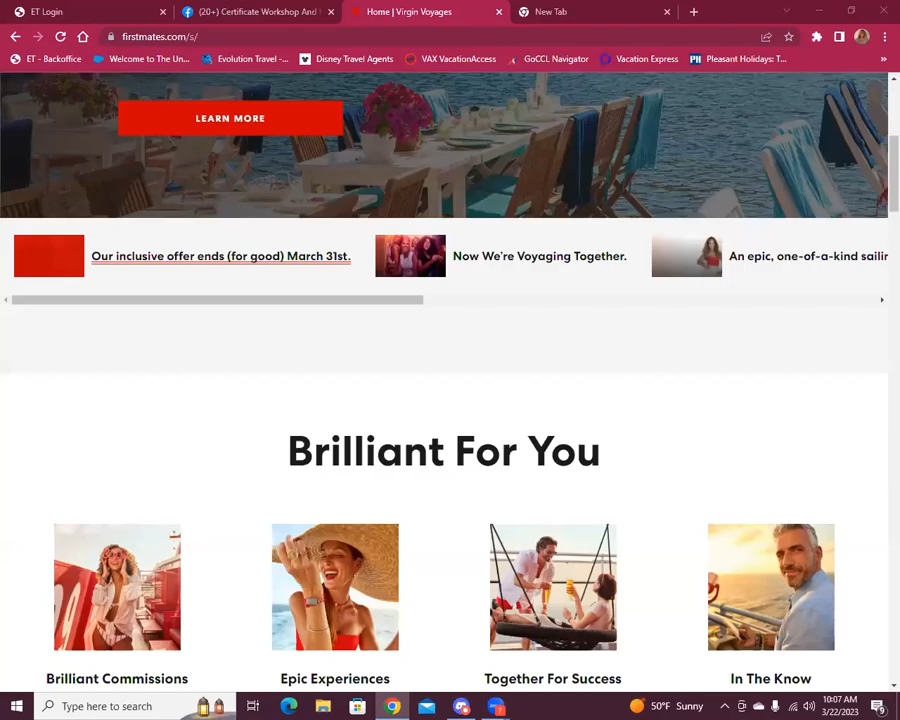 ET Login
(20+) Certificate Workshop And
Home | Virgin Voyages
New Tab
firstmates.com/s/
ET - Backoffice
Welcome to The Un...
Evolution Travel -...
Disney Travel Agents
VAX VacationAccess
GoCCL Navigator
Vacation Express
Pleasant Holidays: T...
LEARN MORE
Our inclusive offer ends (for good) March 31st.
Now We're Voyaging Together.
An epic, one-of-a-kind sailin
Brilliant For You
Brilliant Commissions
Epic Experiences
Together For Success
In The Know
Type here to search
50°F Sunny
10:07 AM
3/22/2023